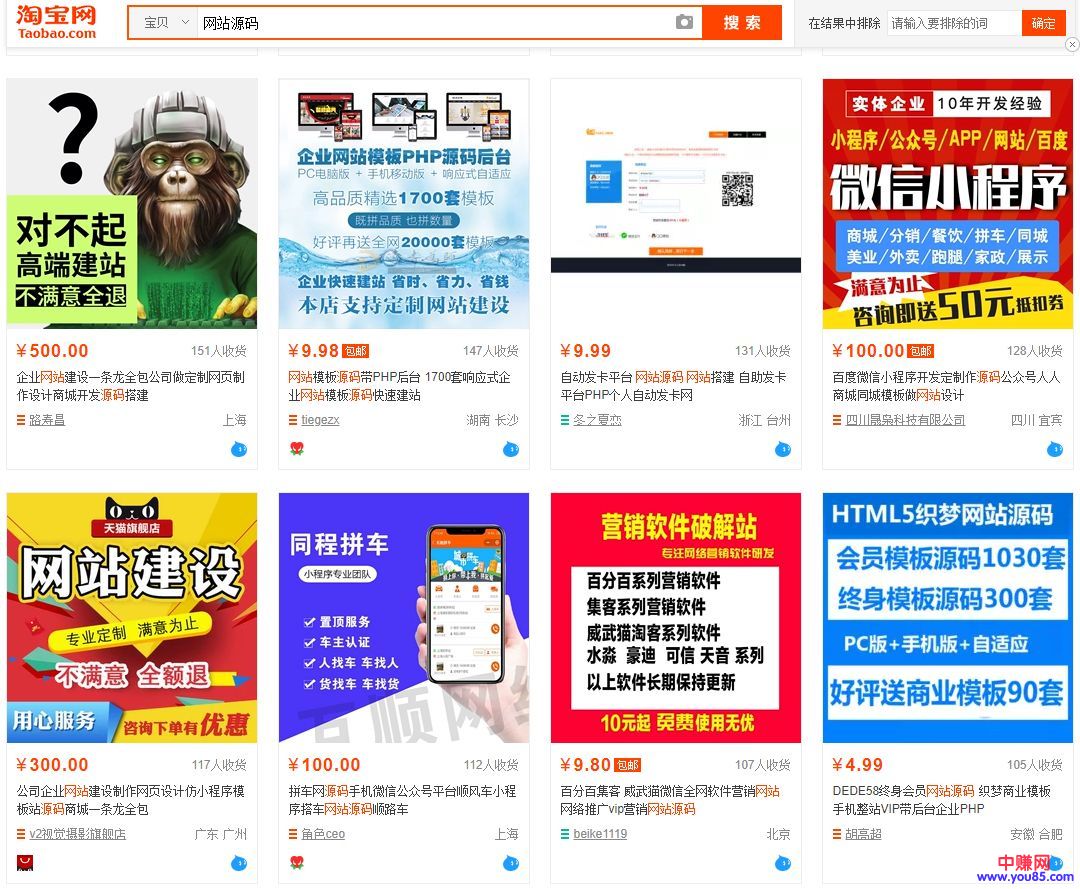 淘宝网
Taobao.com
宝贝
网站源码
搜 索
在结果中排除
请输入要排除的词
确定
?
对不起
高端建站
不满意全退
企业网站模板PHP源码后台
PC电脑版 + 手机移动版 + 响应式自适应
高品质精选1700套模板
既拼品质 也拼数量
好评再送全网20000套模板
企业快速建站 省时、省力、省钱
本店支持定制网站建设
实体企业 10年开发经验
小程序/公众号/APP/网站/百度
微信小程序
商城/分销/餐饮/拼车/同城
美业/外卖/跑腿/家政/展示
满意为止
咨询即送50元抵扣券
¥500.00
151人收货
企业网站建设一条龙全包公司做定制网页制
作设计商城开发源码搭建
路寿昌
上海
¥9.98 包邮
147人收货
网站模板源码带PHP后台 1700套响应式企
业网站模板源码快速建站
tiegezx
湖南 长沙
¥9.99
131人收货
自动发卡平台 网站源码 网站搭建 自助发卡
平台PHP个人自动发卡网
冬之夏恋
浙江 台州
¥100.00 包邮
128人收货
百度微信小程序开发定制作源码公众号人人
商城同城模板做网站设计
四川晟枭科技有限公司
四川 宜宾
天猫旗舰店
网站建设
专业定制 满意为止
不满意 全额退
用心服务
咨询下单有优惠
同程拼车
小程序专业团队
置顶服务
车主认证
人找车 车找人
货找车 车找货
百顺网络
营销软件破解站
专注网络营销软件研发
百分百系列营销软件
集客系列营销软件
威武猫淘客系列软件
水淼 豪迪 可信 天音 系列
以上软件长期保持更新
10元起 免费使用无忧
HTML5织梦网站源码
会员模板源码1030套
终身模板源码300套
PC版+手机版+自适应
好评送商业模板90套
¥300.00
117人收货
公司企业网站建设制作网页设计仿小程序模
板站源码商城一条龙全包
v2视觉摄影旗舰店
广东 广州
¥100.00
112人收货
拼车网源码手机微信公众号平台顺风车小程
序搭车网站源码顺路车
角色ceo
上海
¥9.80 包邮
107人收货
百分百集客 威武猫微信全网软件营销网站
网络推广vip营销网站源码
beike1119
北京
¥4.99
105人收货
DEDE58终身会员网站源码 织梦商业模板
手机整站VIP带后台企业PHP
胡高超
安徽 合肥
中赚网
www.you85.com